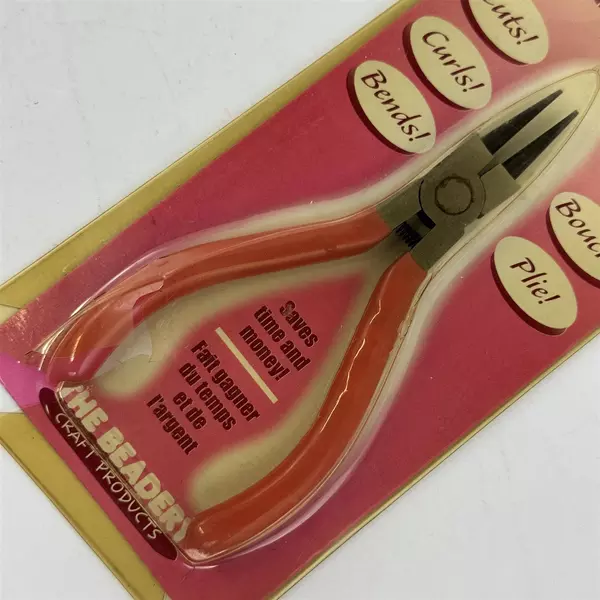 Cuts!
Curls!
Bends!
Plie!
Saves
time and
money!
Fait gagner
du temps
et de
l'argent
THE BEADERY
CRAFT PRODUCTS